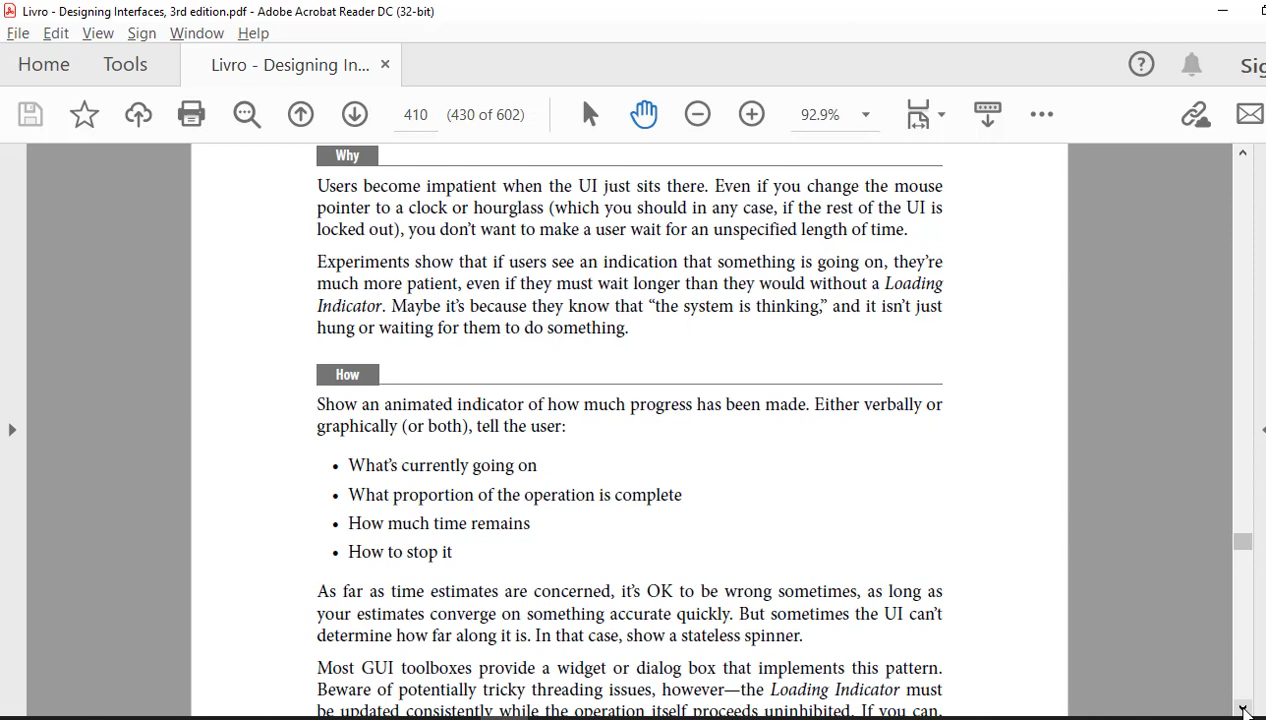 Livro - Designing Interfaces, 3rd edition.pdf - Adobe Acrobat Reader DC (32-bit)
File Edit View Sign Window Help
Home Tools Livro - Designing In... ×
410 (430 of 602) 92.9%
Why
Users become impatient when the UI just sits there. Even if you change the mouse
pointer to a clock or hourglass (which you should in any case, if the rest of the UI is
locked out), you don’t want to make a user wait for an unspecified length of time.
Experiments show that if users see an indication that something is going on, they’re
much more patient, even if they must wait longer than they would without a Loading
Indicator. Maybe it’s because they know that “the system is thinking,” and it isn’t just
hung or waiting for them to do something.
How
Show an animated indicator of how much progress has been made. Either verbally or
graphically (or both), tell the user:
• What’s currently going on
• What proportion of the operation is complete
• How much time remains
• How to stop it
As far as time estimates are concerned, it’s OK to be wrong sometimes, as long as
your estimates converge on something accurate quickly. But sometimes the UI can’t
determine how far along it is. In that case, show a stateless spinner.
Most GUI toolboxes provide a widget or dialog box that implements this pattern.
Beware of potentially tricky threading issues, however—the Loading Indicator must
be updated consistently while the operation itself proceeds uninhibited. If you can,